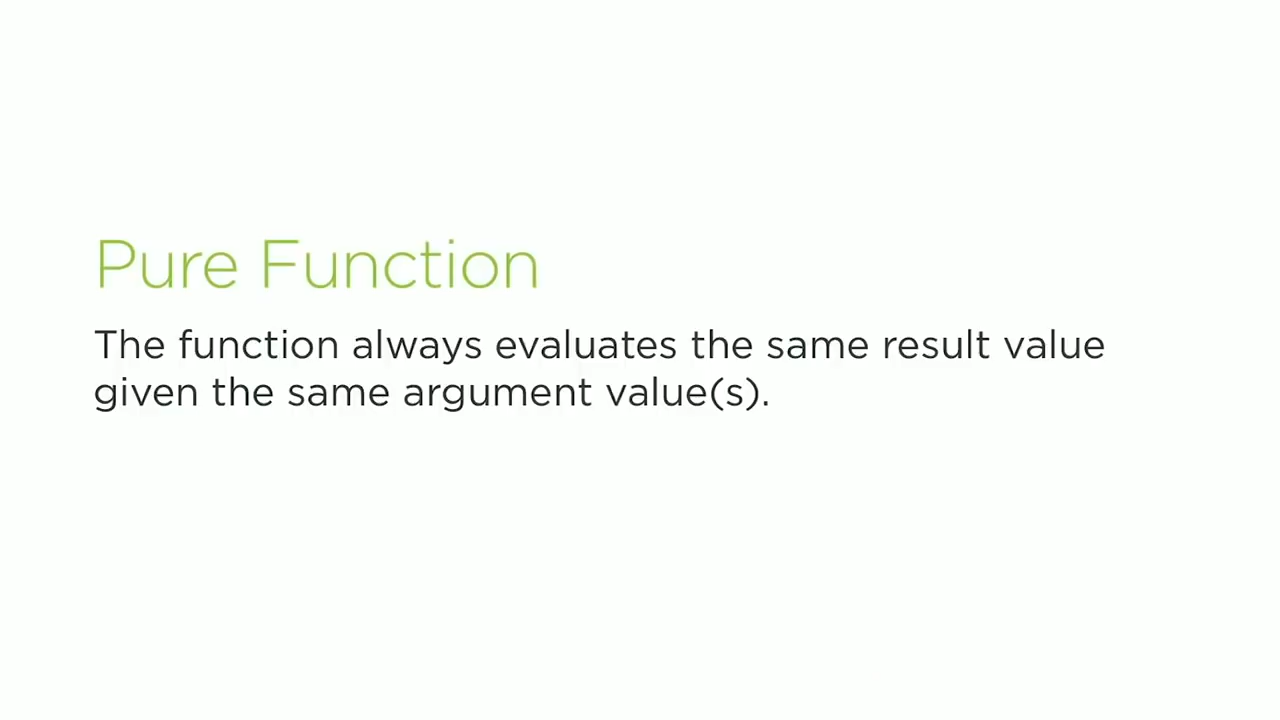 Pure Function
The function always evaluates the same result value
given the same argument value(s).